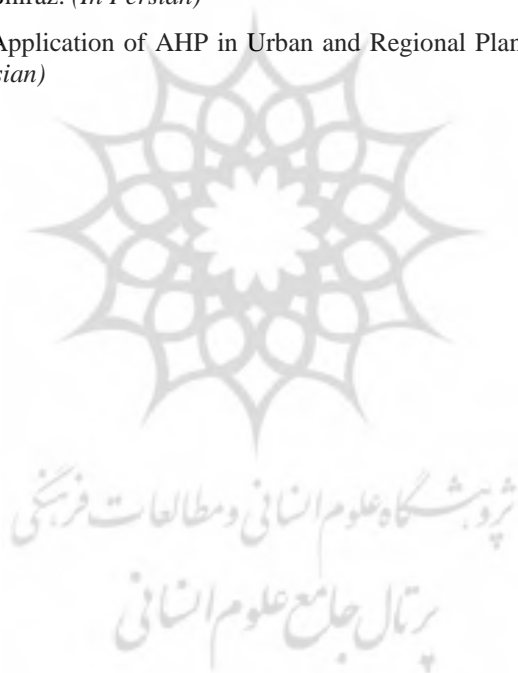 Shiraz. (In Persian)
Application of AHP in Urban and Regional Plan
sian)
پژوهشگاه علوم انسانی و مطالعات فرهنگی
پرتال جامع علوم انسانی